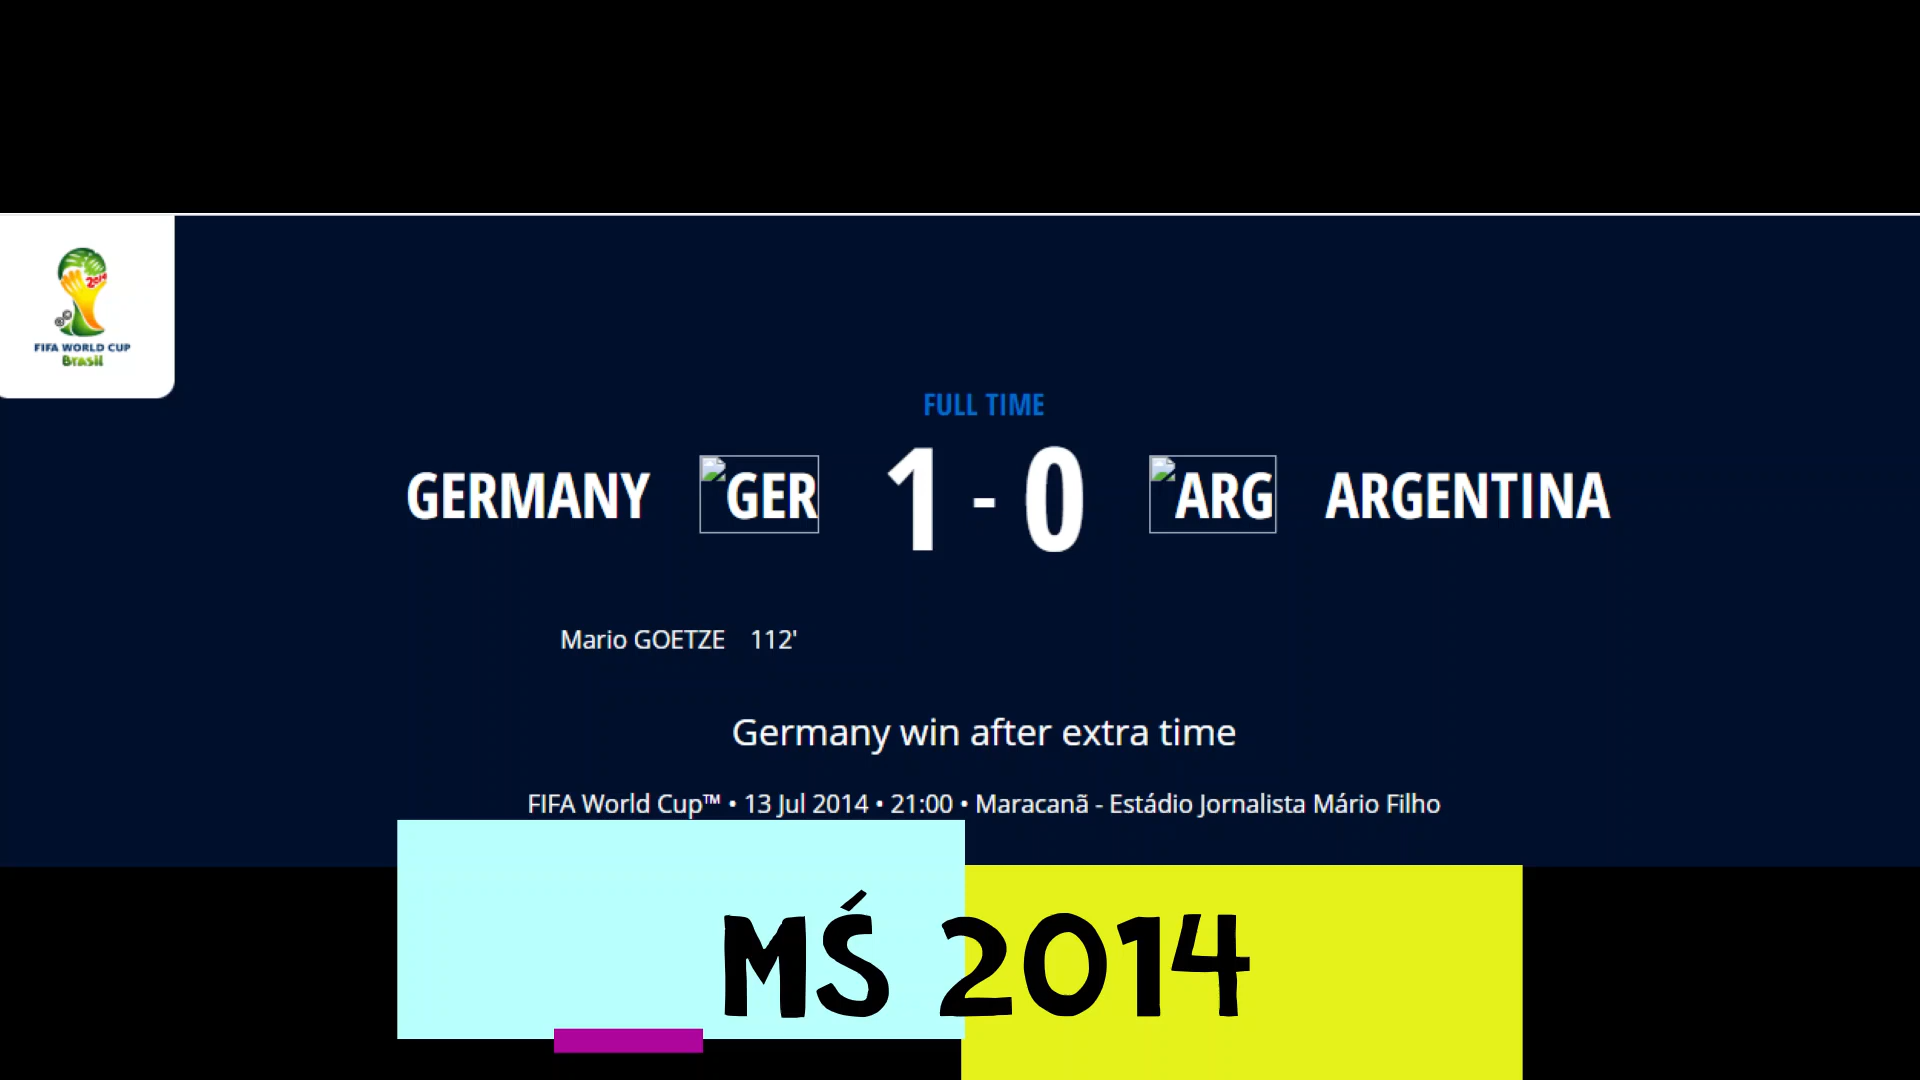 2014
FIFA WORLD CUP
Brasil
FULL TIME
GERMANY GER 1 - 0 ARG ARGENTINA
Mario GOETZE 112'
Germany win after extra time
FIFA World Cup™ • 13 Jul 2014 • 21:00 • Maracanã - Estádio Jornalista Mário Filho
MŚ 2014